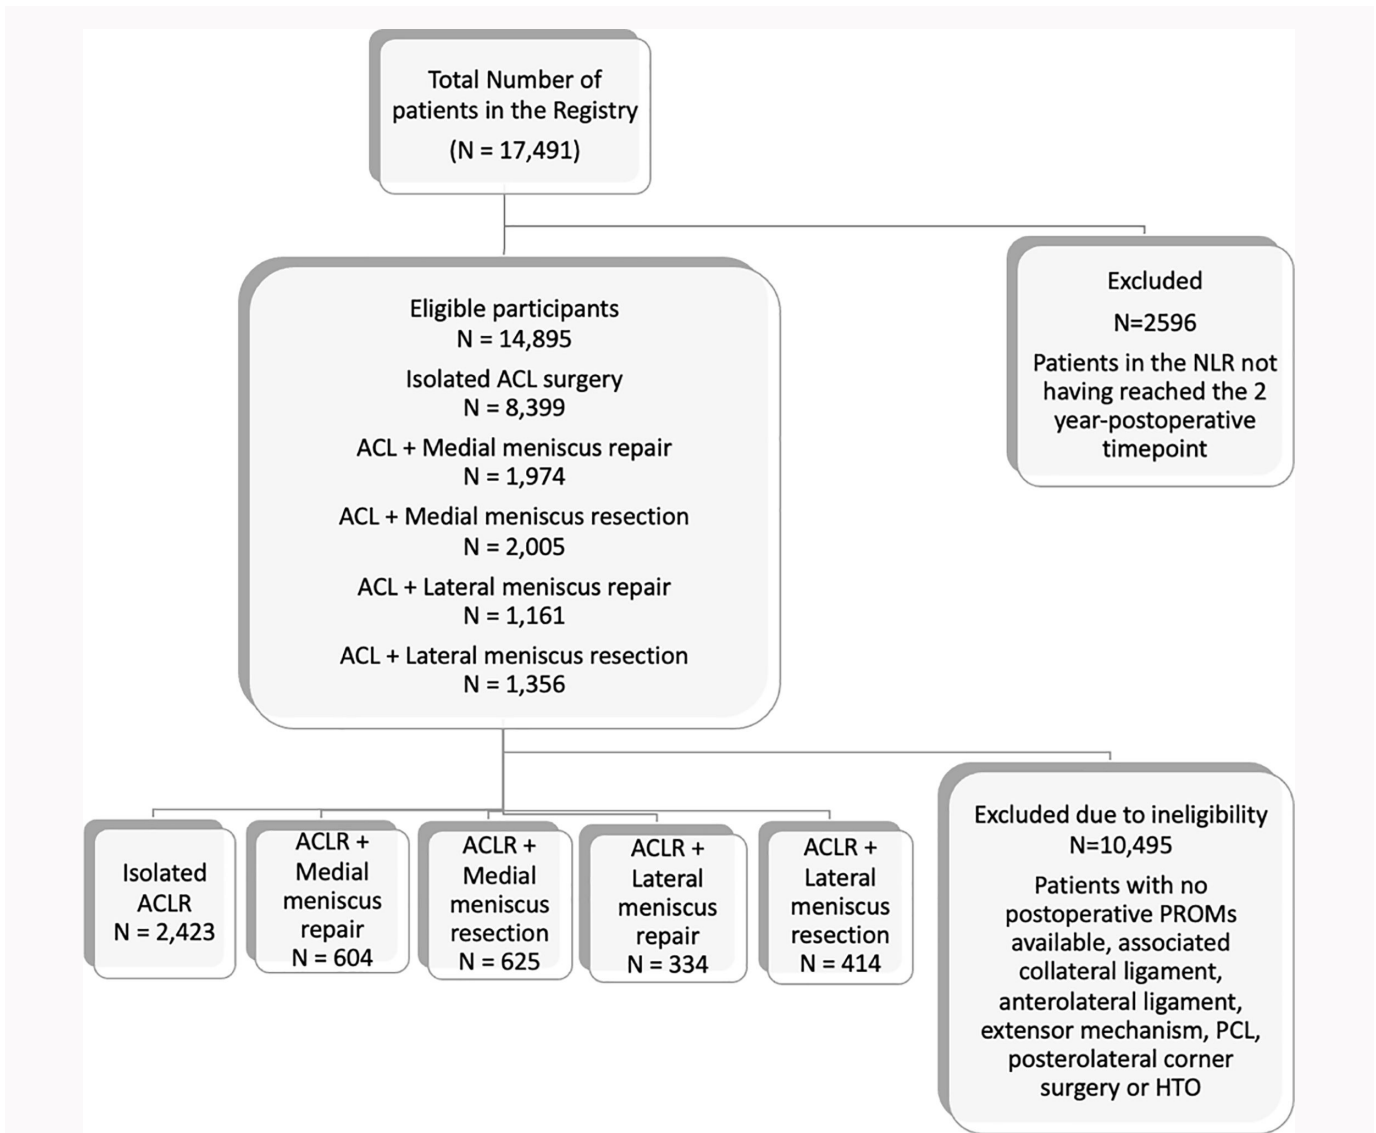 Total Number of
patients in the Registry
(N = 17,491)
Excluded
N=2596
Patients in the NLR not
having reached the 2
year-postoperative
timepoint
Eligible participants
N = 14,895
Isolated ACL surgery
N = 8,399
ACL + Medial meniscus repair
N = 1,974
ACL + Medial meniscus resection
N = 2,005
ACL + Lateral meniscus repair
N = 1,161
ACL + Lateral meniscus resection
N = 1,356
Isolated
ACLR
N = 2,423
ACLR +
Medial
meniscus
repair
N = 604
ACLR +
Medial
meniscus
resection
N = 625
ACLR +
Lateral
meniscus
repair
N = 334
ACLR +
Lateral
meniscus
resection
N = 414
Excluded due to ineligibility
N=10,495
Patients with no
postoperative PROMs
available, associated
collateral ligament,
anterolateral ligament,
extensor mechanism, PCL,
posterolateral corner
surgery or HTO